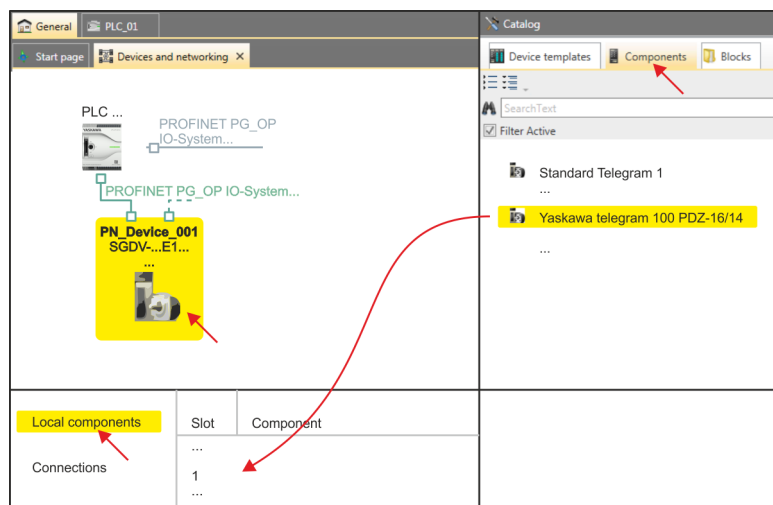 General
PLC_01
Start page
Devices and networking
PLC ...
YASKAWA
PROFINET PG_OP
IO-System...
PROFINET PG_OP IO-System...
PN_Device_001
SGDV-...E1...
...
Local components
Connections
Slot
Component
...
1
...
Catalog
Device templates
Components
Blocks
SearchText
Filter Active
Standard Telegram 1
...
Yaskawa telegram 100 PDZ-16/14
...